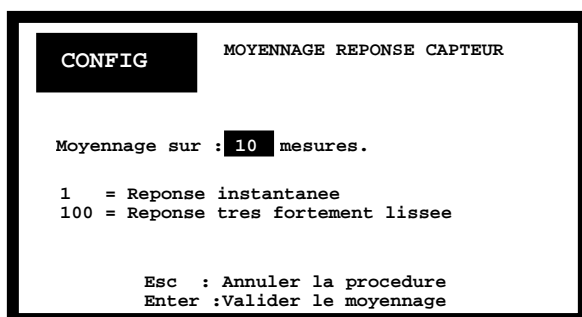 CONFIG
MOYENNAGE REPONSE CAPTEUR
Moyennage sur : 10 mesures.
1 = Reponse instantanee
100 = Reponse tres fortement lissee
Esc : Annuler la procedure
Enter :Valider le moyennage